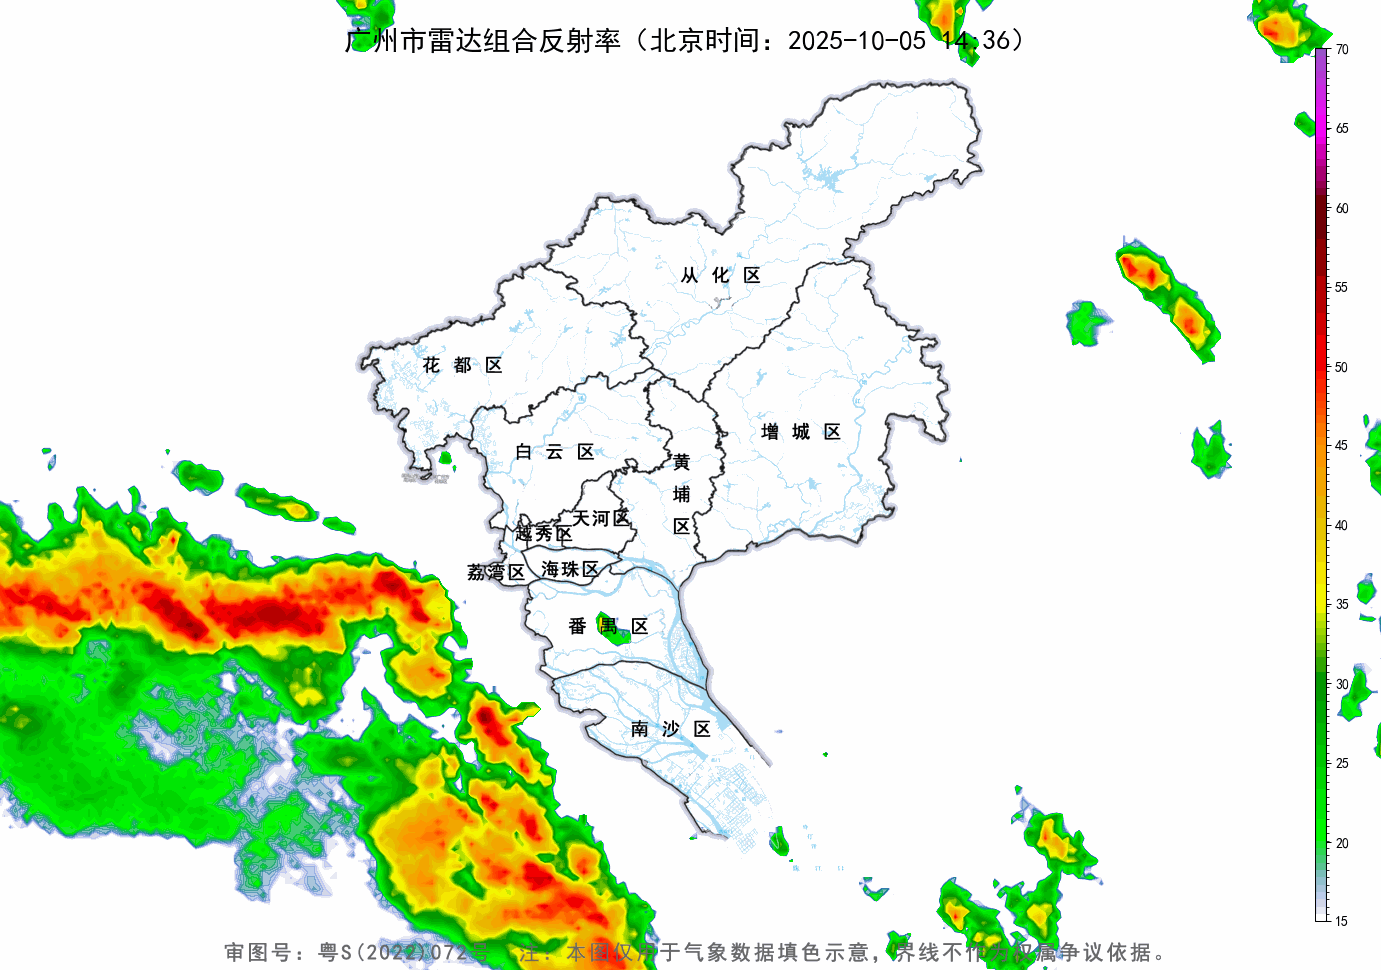 广州市雷达组合反射率（北京时间：2025-10-05 14:36）
70
65
60
55
50
45
40
35
30
25
20
15
从化区
花都区
增城区
白云区
黄埔区
天河区
越秀区
海珠区
荔湾区
番禺区
南沙区
审图号：粤S(2022)072号 注：本图仅用于气象数据填色示意，界线不作为权属争议依据。